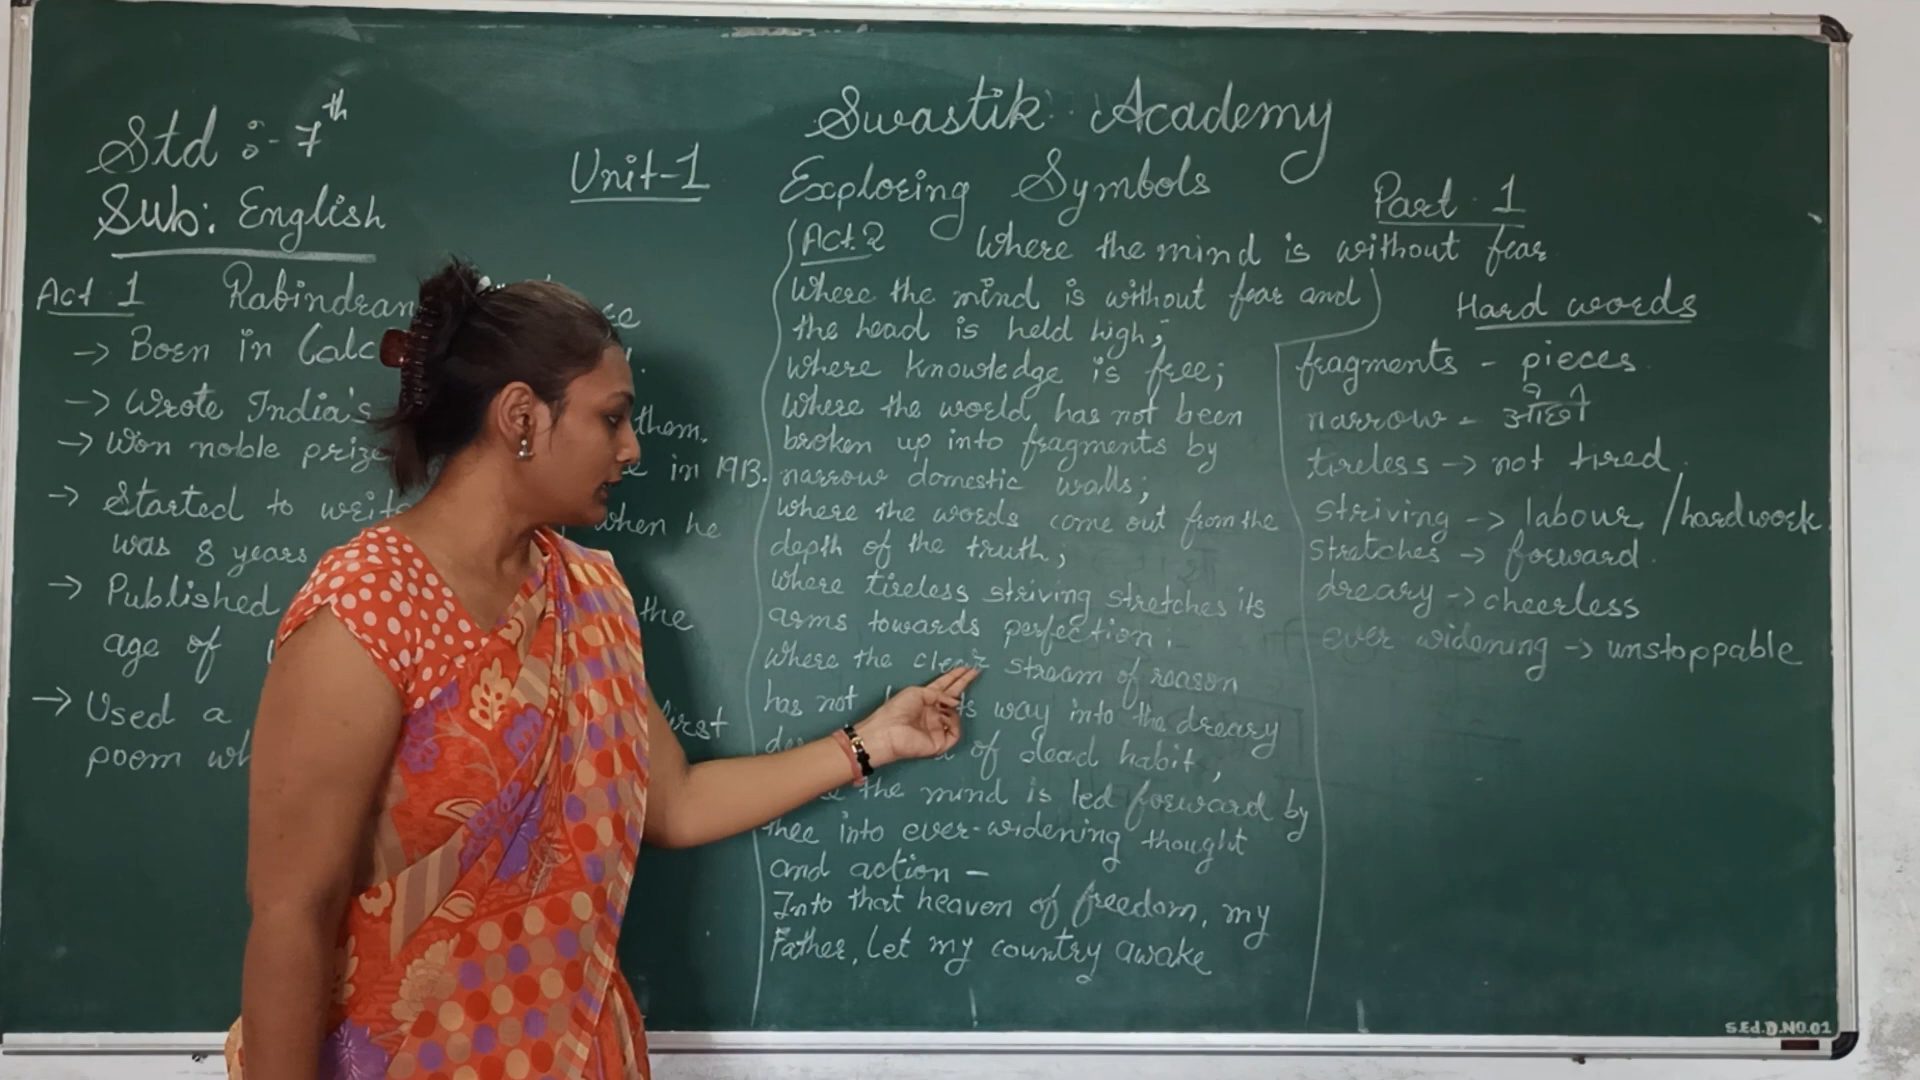 Swastik Academy
Std :- 7th
Sub: English
Unit-1
Exploring Symbols
Part 1
Act 1
→ Born in
→ Wrote India's
→ Won noble prize in 1913.
→ Started to when he
was 8 years
→ Published the
age of
→ Used a first
poem
Act. 2 Where the mind is without fear
Where the mind is without fear and
the head is held high;
Where knowledge is free;
Where the world has not been
broken up into fragments by
narrow domestic walls;
where the words come out from the
depth of the truth;
where tireless striving stretches its
arms towards perfection;
Where the clear stream of reason
has not way into the dreary
of dead habit,
the mind is led forward by
thee into ever-widening thought
and action –
Into that heaven of freedom, my
Father, Let my country awake
Hard words
fragments - pieces
narrow -
tireless → not tired.
striving → labour / hardwork
stretches → forward.
dreary → cheerless
ever widening → unstoppable
S.Ed.D.NO.01